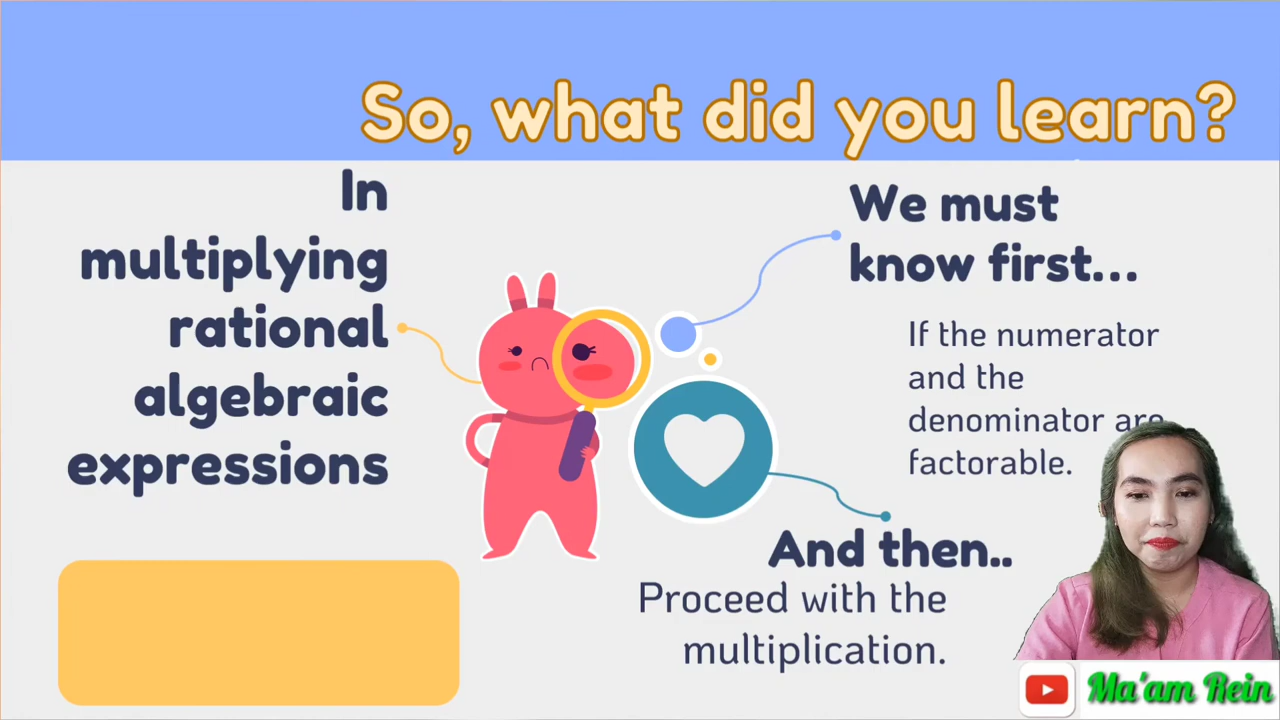 So, what did you learn?
In
multiplying
rational
algebraic
expressions
We must
know first...
If the numerator
and the
denominator are
factorable.
And then..
Proceed with the
multiplication.
Ma'am Rein